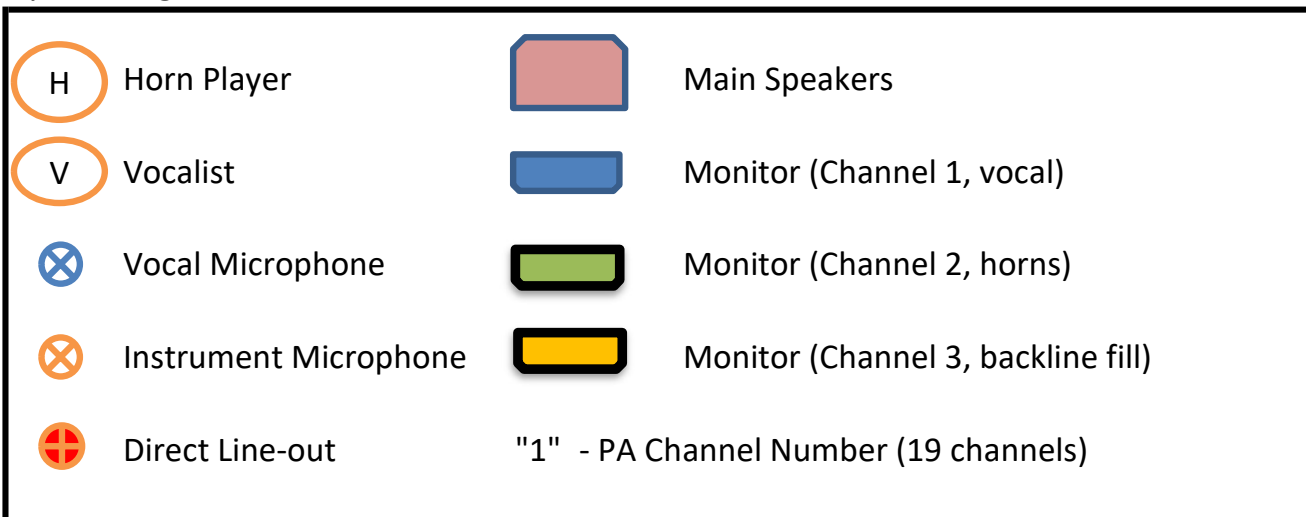 H Horn Player Main Speakers
V Vocalist Monitor (Channel 1, vocal)
Vocal Microphone Monitor (Channel 2, horns)
Instrument Microphone Monitor (Channel 3, backline fill)
Direct Line-out "1" - PA Channel Number (19 channels)